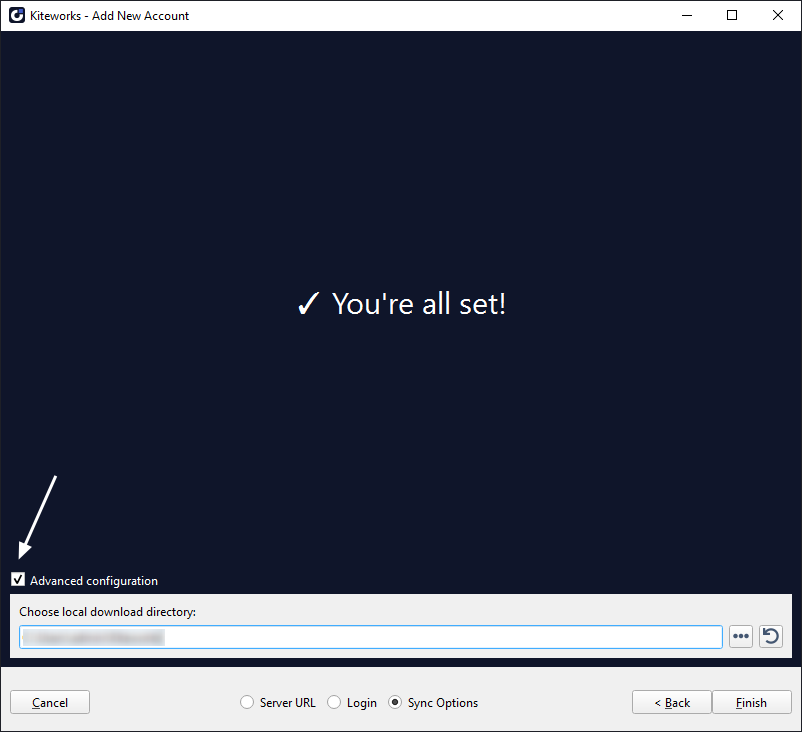 Kiteworks - Add New Account
✓ You're all set!
Advanced configuration
Choose local download directory:
Cancel
Server URL
Login
Sync Options
< Back
Finish